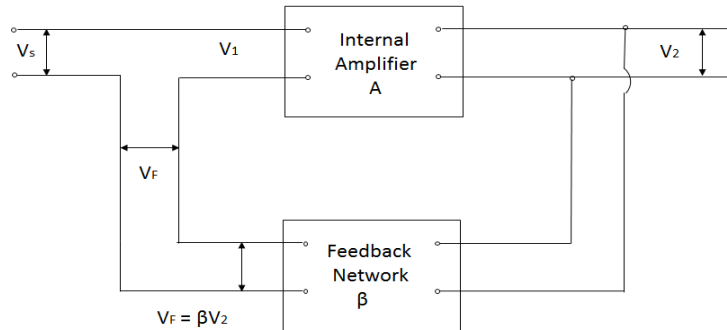 Vs
V1
Internal
Amplifier
A
V2
VF
Feedback
Network
β
VF = βV2